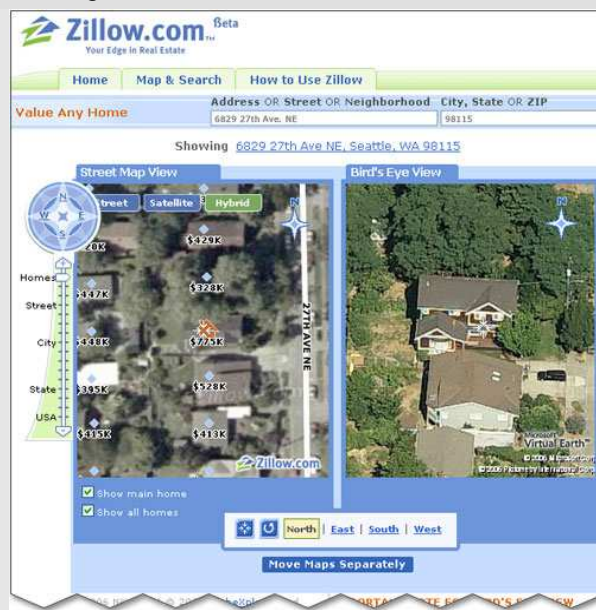 Zillow.com™ Beta
Your Edge in Real Estate
Home Map & Search How to Use Zillow
Value Any Home
Address OR Street OR Neighborhood City, State OR ZIP
6829 27th Ave. NE 98115
Showing 6829 27th Ave NE, Seattle, WA 98115
Street Map View Bird's Eye View
N
W E
S
Street Satellite Hybrid
N
N
$429K
Homes
$447K $328K
Street
27TH AVE NE
City $448K $775K
State $528K
USA
$415K $413K
Zillow.com
Microsoft
Virtual Earth™
Show main home
Show all homes
North | East | South | West
Move Maps Separately